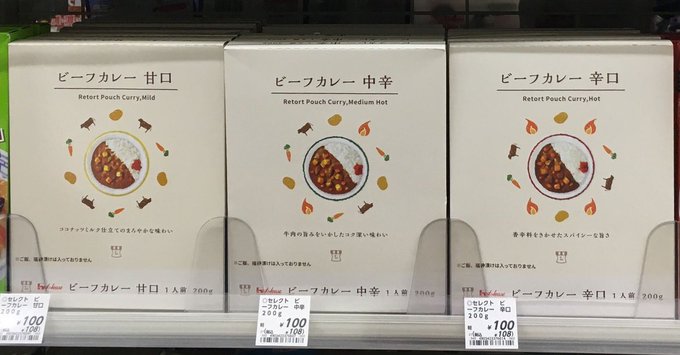 ビーフカレー 甘口
Retort Pouch Curry,Mild
ココナッツミルク仕立てのまろやかな味わい
※ご飯、福神漬けは入っておりません
ビーフカレー 甘口 1人前 200g
○セレクト ビ
ーフカレー 甘口
200g
¥100
(税込 ¥108)
ビーフカレー 中辛
Retort Pouch Curry,Medium Hot
牛肉の旨みをいかしたコク深い味わい
※ご飯、福神漬けは入っておりません
ビーフカレー 中辛 1人前 200g
○セレクト ビ
ーフカレー 中辛
200g
¥100
(税込 ¥108)
ビーフカレー 辛口
Retort Pouch Curry,Hot
香辛料をきかせたスパイシーな旨さ
※ご飯、福神漬けは入っておりません
ビーフカレー 辛口 1人前 200g
○セレクト ビ
ーフカレー 辛口
200g
¥100
(税込 ¥108)